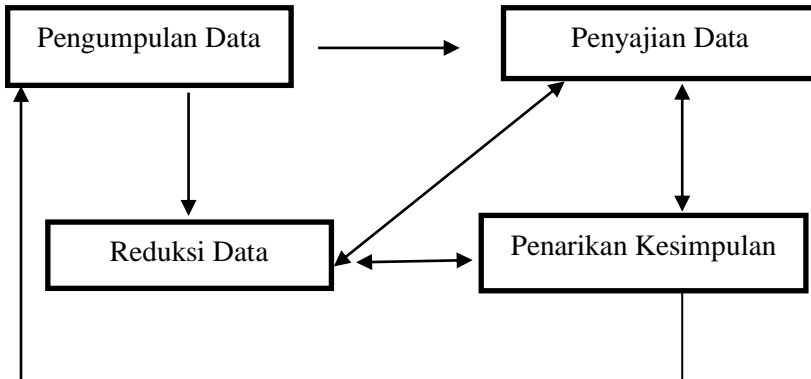 Pengumpulan Data
Penyajian Data
Reduksi Data
Penarikan Kesimpulan